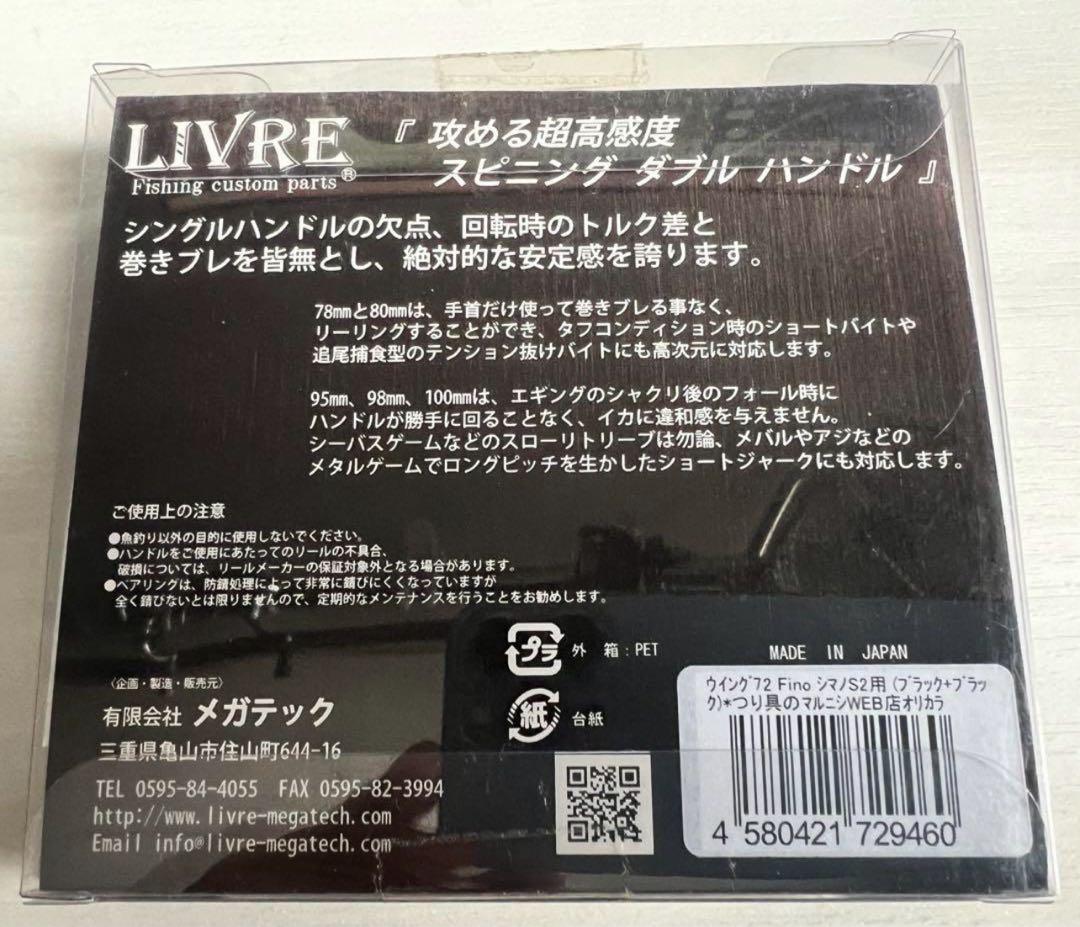 LIVRE
Fishing custom parts®
『 攻める超高感度
スピニング ダブル ハンドル 』
シングルハンドルの欠点、回転時のトルク差と
巻きブレを皆無とし、絶対的な安定感を誇ります。
78mmと80mmは、手首だけ使って巻きブレる事なく、
リーリングすることができ、タフコンディション時のショートバイトや
追尾捕食型のテンション抜けバイトにも高次元に対応します。
95mm、98mm、100mmは、エギングのシャクリ後のフォール時に
ハンドルが勝手に回ることなく、イカに違和感を与えません。
シーバスゲームなどのスローリトリーブは勿論、メバルやアジなどの
メタルゲームでロングピッチを生かしたショートジャークにも対応します。
ご使用上の注意
●魚釣り以外の目的に使用しないでください。
●ハンドルをご使用にあたってのリールの不具合、
破損については、リールメーカーの保証対象外となる場合があります。
●ベアリングは、防錆処理によって非常に錆びにくくなっていますが
全く錆びないとは限りませんので、定期的なメンテナンスを行うことをお勧めします。
プラ 外 箱：PET
紙 台紙
〈企画・製造・販売元〉
有限会社 メガテック
三重県亀山市住山町644-16
TEL 0595-84-4055 FAX 0595-82-3994
http://www.livre-megatech.com
Email info@livre-megatech.com
MADE IN JAPAN
ｳｲﾝｸﾞ72 Fino ｼﾏﾉS2用 (ﾌﾞﾗｯｸ+ﾌﾞﾗｯ
ｸ)*つり具のマルニシWEB店オリカラ
4 580421 729460